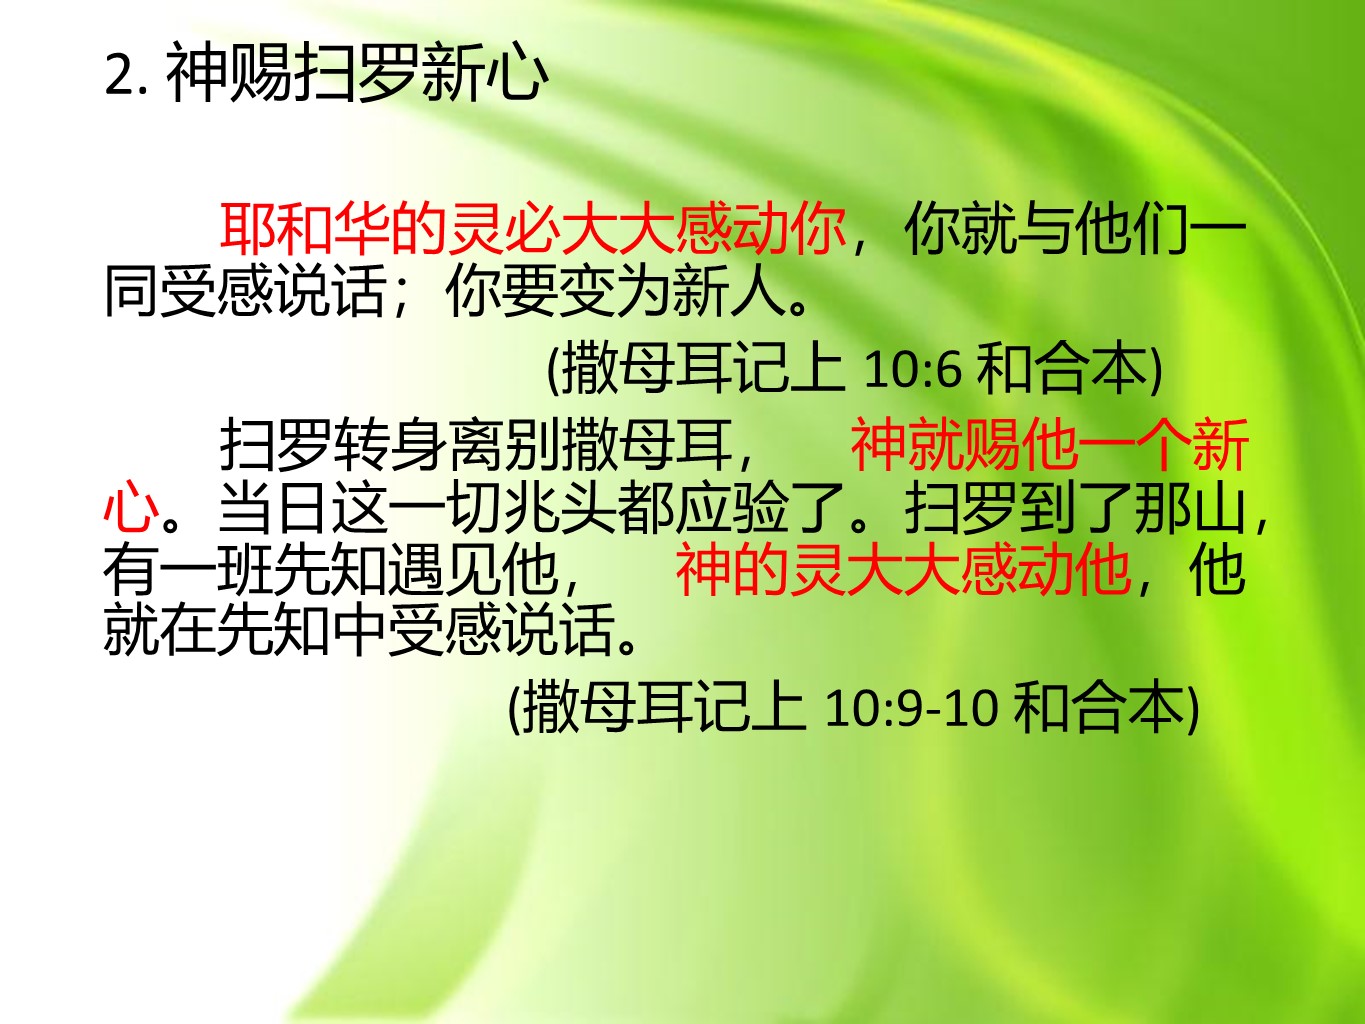 2. 神赐扫罗新心
耶和华的灵必大大感动你，你就与他们一
同受感说话；你要变为新人。
(撒母耳记上 10:6 和合本)
扫罗转身离别撒母耳，　神就赐他一个新
心。当日这一切兆头都应验了。扫罗到了那山，
有一班先知遇见他，　神的灵大大感动他，他
就在先知中受感说话。
(撒母耳记上 10:9-10 和合本)